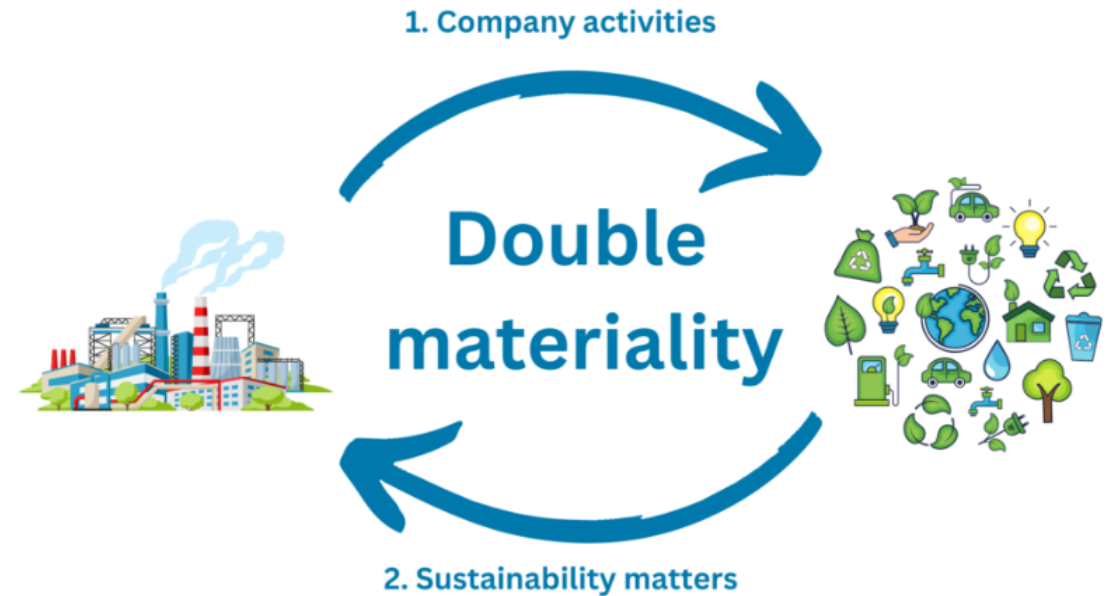 1. Company activities
Double
materiality
2. Sustainability matters